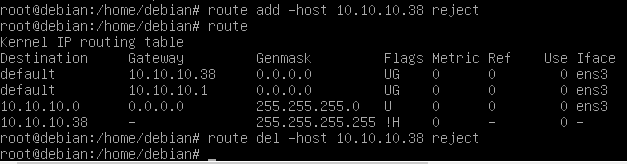 root@debian:/home/debian# route add -host 10.10.10.38 reject
root@debian:/home/debian# route
Kernel IP routing table
Destination Gateway Genmask Flags Metric Ref Use Iface
default 10.10.10.38 0.0.0.0 UG 0 0 0 ens3
default 10.10.10.1 0.0.0.0 UG 0 0 0 ens3
10.10.10.0 0.0.0.0 255.255.255.0 U 0 0 0 ens3
10.10.10.38 - 255.255.255.255 !H 0 - 0 -
root@debian:/home/debian# route del -host 10.10.10.38 reject
root@debian:/home/debian# _